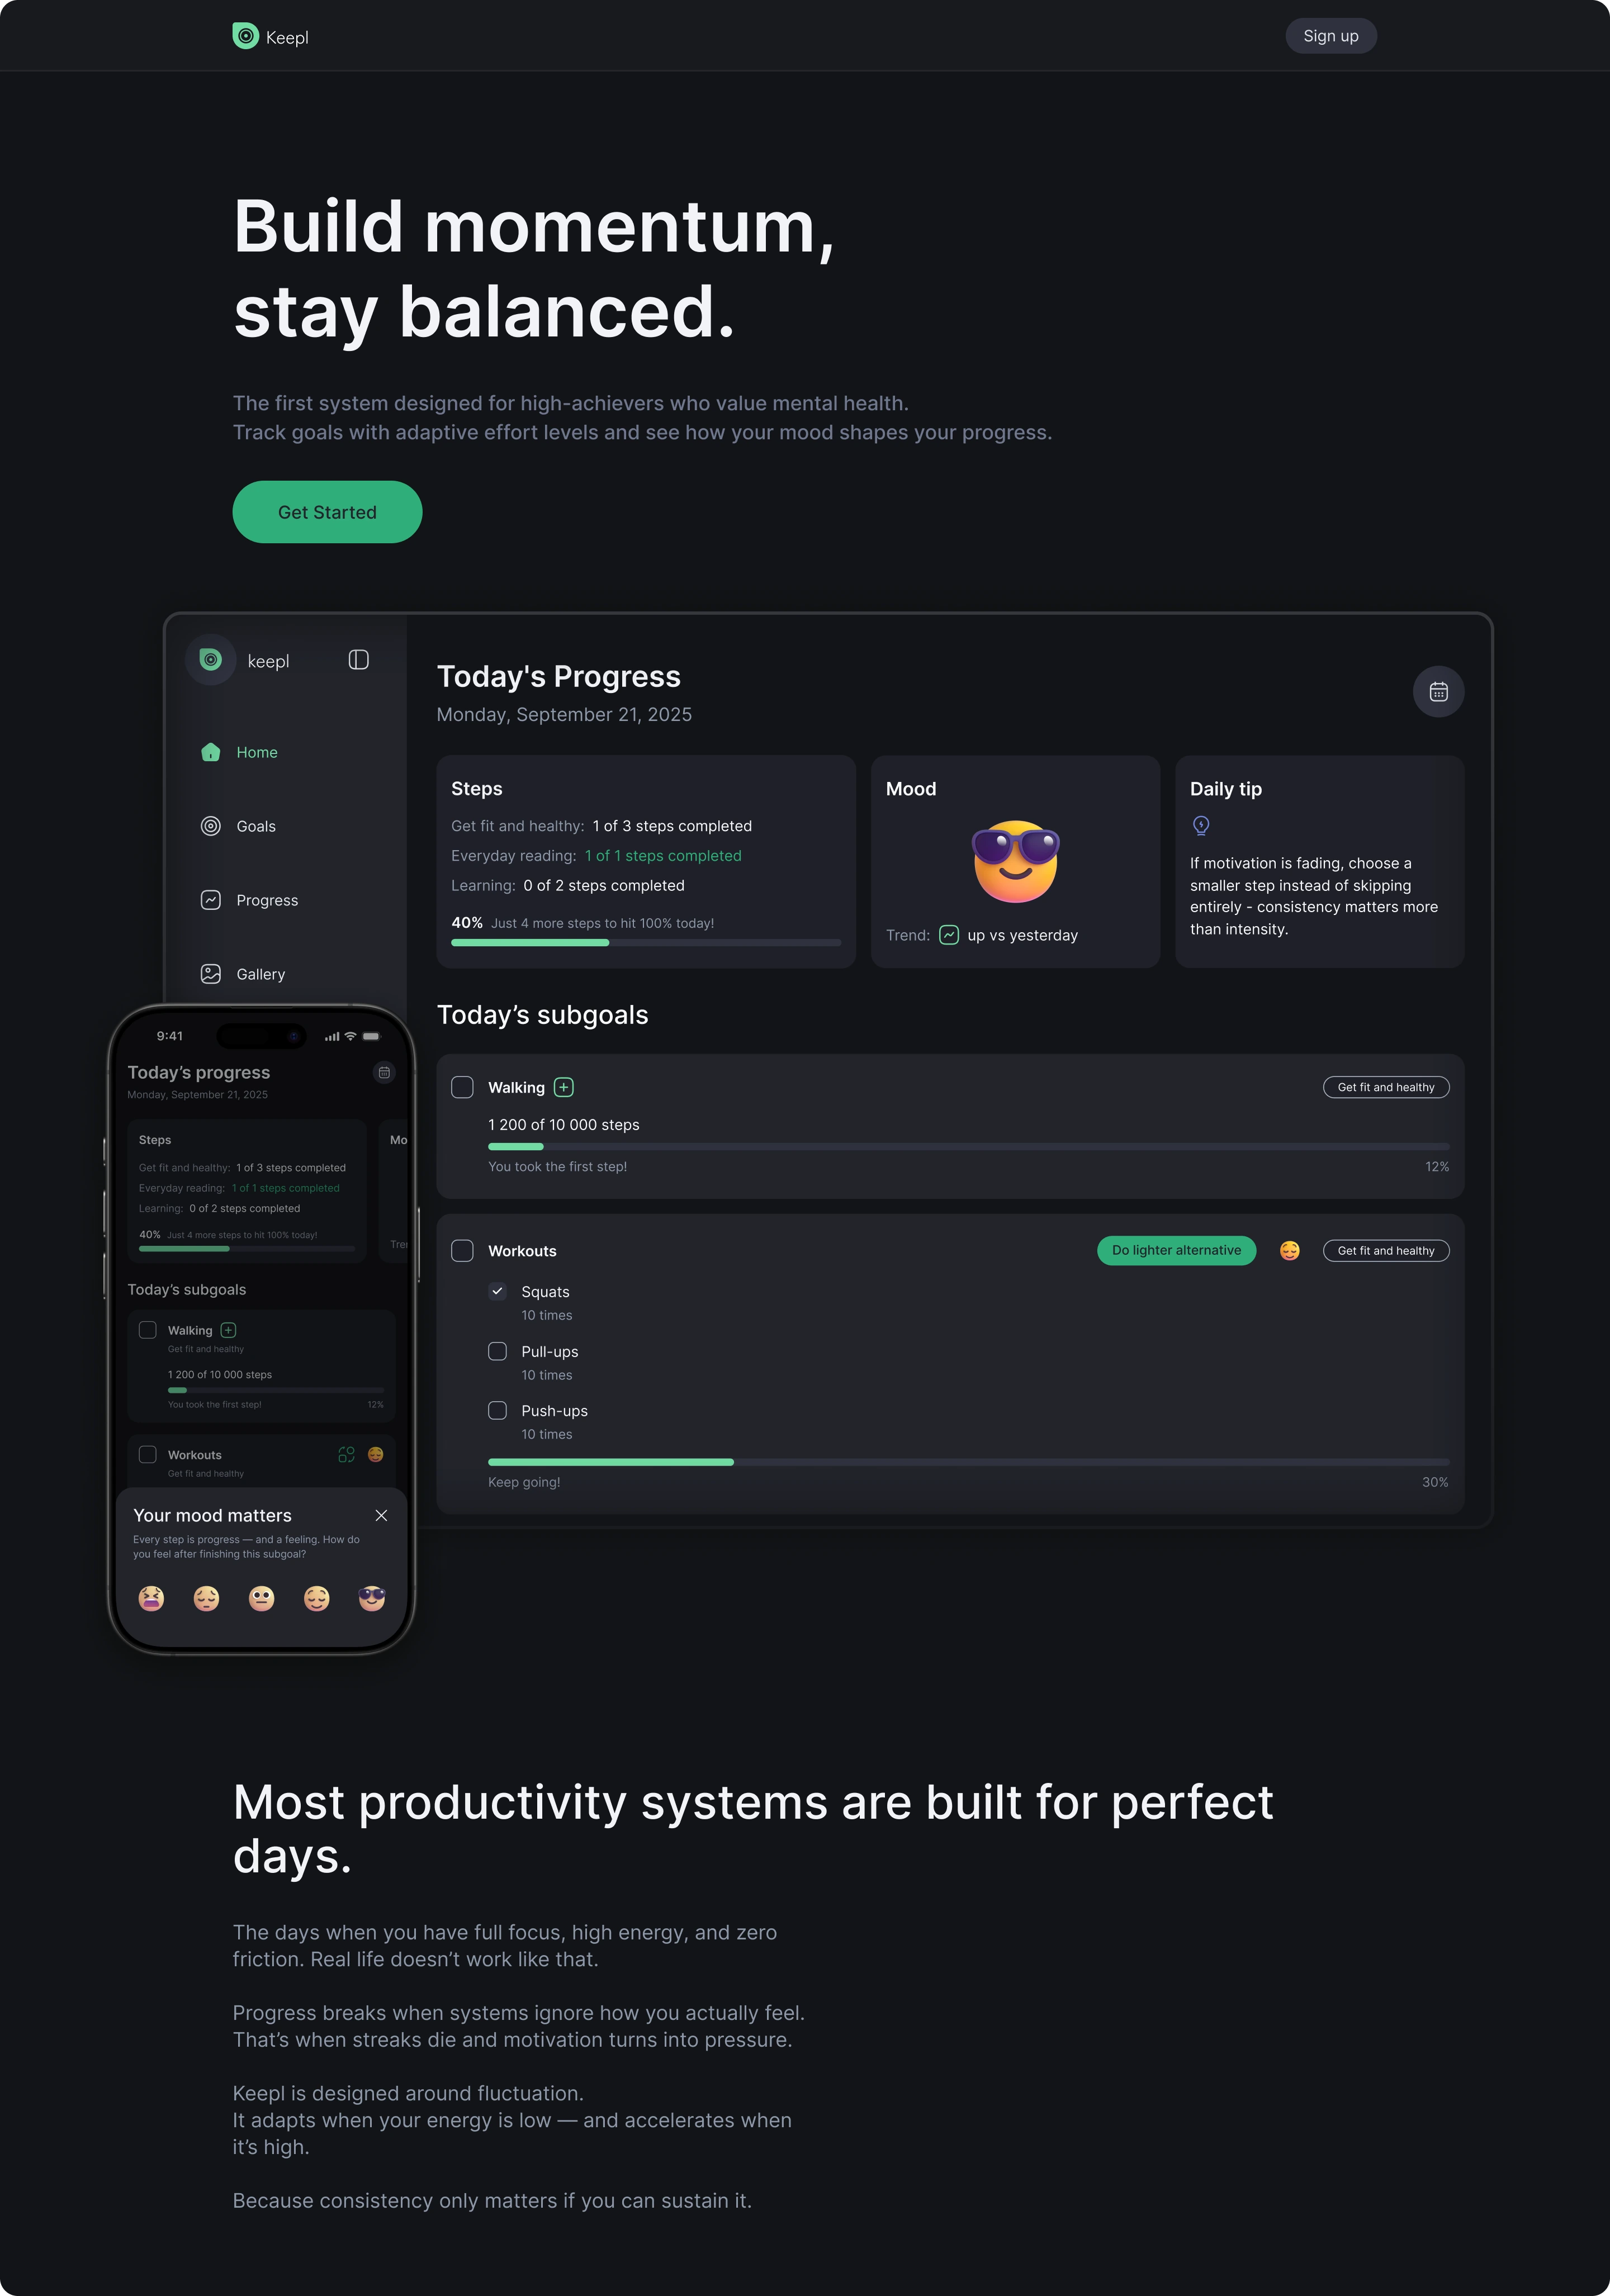 Keepl
Sign up
Build momentum,
stay balanced.
The first system designed for high-achievers who value mental health.
Track goals with adaptive effort levels and see how your mood shapes your progress.
Get Started
keepl
Home
Goals
Progress
Gallery
Today's Progress
Monday, September 21, 2025
Steps
Get fit and healthy: 1 of 3 steps completed
Everyday reading: 1 of 1 steps completed
Learning: 0 of 2 steps completed
40% Just 4 more steps to hit 100% today!
Mood
Trend: up vs yesterday
Daily tip
If motivation is fading, choose a
smaller step instead of skipping
entirely - consistency matters more
than intensity.
Today’s subgoals
Walking
Get fit and healthy
1 200 of 10 000 steps
You took the first step!
12%
Workouts
Do lighter alternative
Get fit and healthy
Squats
10 times
Pull-ups
10 times
Push-ups
10 times
Keep going!
30%
9:41
Today’s progress
Monday, September 21, 2025
Steps
Get fit and healthy: 1 of 3 steps completed
Everyday reading: 1 of 1 steps completed
Learning: 0 of 2 steps completed
40% Just 4 more steps to hit 100% today!
Mo
Tre
Today’s subgoals
Walking
Get fit and healthy
1 200 of 10 000 steps
You took the first step!
12%
Workouts
Get fit and healthy
Your mood matters
Every step is progress — and a feeling. How do
you feel after finishing this subgoal?
Most productivity systems are built for perfect
days.
The days when you have full focus, high energy, and zero
friction. Real life doesn’t work like that.
Progress breaks when systems ignore how you actually feel.
That’s when streaks die and motivation turns into pressure.
Keepl is designed around fluctuation.
It adapts when your energy is low — and accelerates when
it’s high.
Because consistency only matters if you can sustain it.